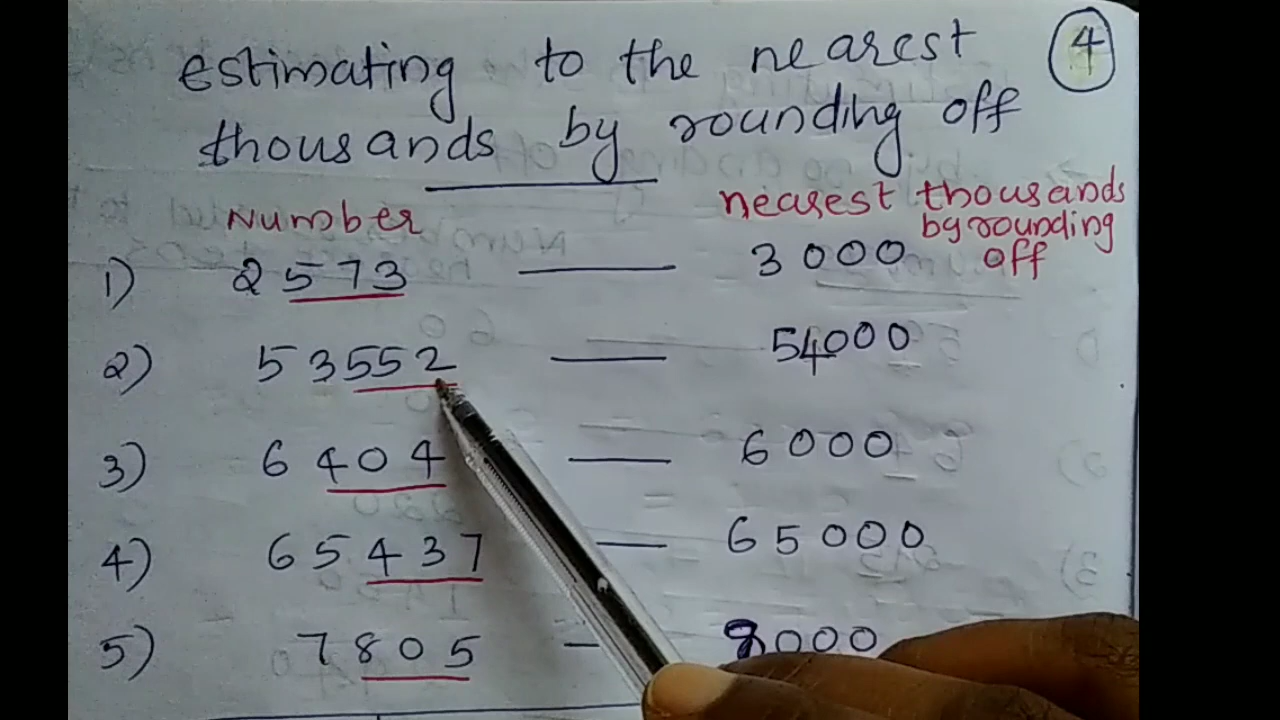 estimating to the nearest
thousands by rounding off
4
Number
nearest thousands
by rounding
off
1) 2573 — 3000
2) 53552 — 54000
3) 6404 — 6000
4) 65437 — 65000
5) 7805 — 8000